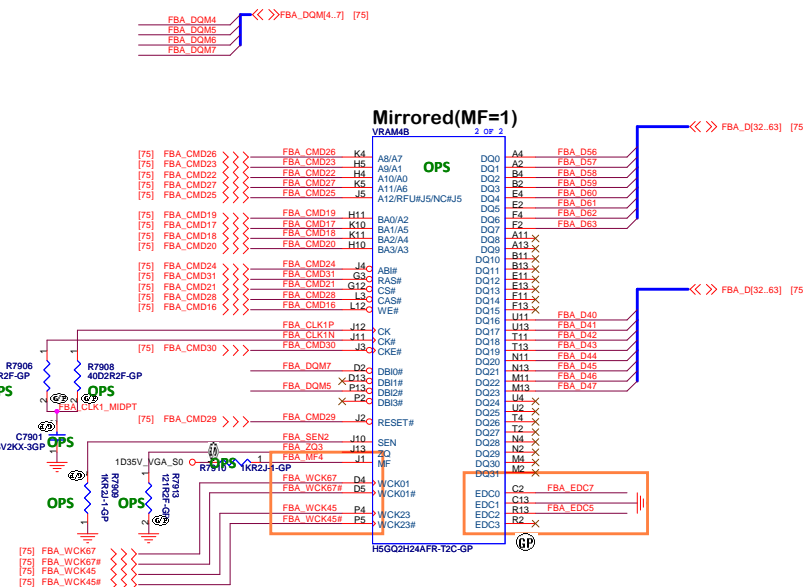 FBA_DQM4
FBA_DQM5
FBA_DQM6
FBA_DQM7
FBA_DQM[4..7] [75]
Mirrored(MF=1)
VRAM4B
2 OF 2
OPS
[75] FBA_CMD26 FBA_CMD26 K4 A8/A7
[75] FBA_CMD23 FBA_CMD23 H5 A9/A1
[75] FBA_CMD22 FBA_CMD22 H4 A10/A0
[75] FBA_CMD27 FBA_CMD27 K5 A11/A6
[75] FBA_CMD25 FBA_CMD25 J5 A12/RFU#J5/NC#J5
[75] FBA_CMD19 FBA_CMD19 H11 BA0/A2
[75] FBA_CMD17 FBA_CMD17 K10 BA1/A5
[75] FBA_CMD18 FBA_CMD18 K11 BA2/A4
[75] FBA_CMD20 FBA_CMD20 H10 BA3/A3
[75] FBA_CMD24 FBA_CMD24 J4 ABI#
[75] FBA_CMD31 FBA_CMD31 G3 RAS#
[75] FBA_CMD21 FBA_CMD21 G12 CS#
[75] FBA_CMD28 FBA_CMD28 L3 CAS#
[75] FBA_CMD16 FBA_CMD16 L12 WE#
FBA_CLK1P J12 CK
FBA_CLK1N J11 CK#
[75] FBA_CMD30 FBA_CMD30 J3 CKE#
FBA_DQM7 D2 DBI0#
D13 DBI1#
FBA_DQM5 P13 DBI2#
P2 DBI3#
[75] FBA_CMD29 FBA_CMD29 J2 RESET#
FBA_SEN2 J10 SEN
FBA_ZQ3 J13 ZQ
FBA_MF4 J1 MF
FBA_WCK67 D4 WCK01
FBA_WCK67# D5 WCK01#
FBA_WCK45 P4 WCK23
FBA_WCK45# P5 WCK23#
DQ0 A4 FBA_D56
DQ1 A2 FBA_D57
DQ2 B4 FBA_D58
DQ3 B2 FBA_D59
DQ4 E4 FBA_D60
DQ5 E2 FBA_D61
DQ6 F4 FBA_D62
DQ7 F2 FBA_D63
DQ8 A11
DQ9 A13
DQ10 B11
DQ11 B13
DQ12 E11
DQ13 E13
DQ14 F11
DQ15 F13
DQ16 U11 FBA_D40
DQ17 U13 FBA_D41
DQ18 T11 FBA_D42
DQ19 T13 FBA_D43
DQ20 N11 FBA_D44
DQ21 N13 FBA_D45
DQ22 M11 FBA_D46
DQ23 M13 FBA_D47
DQ24 U4
DQ25 U2
DQ26 T4
DQ27 T2
DQ28 N4
DQ29 N2
DQ30 M4
DQ31 M2
EDC0 C2 FBA_EDC7
EDC1 C13
EDC2 R13 FBA_EDC5
EDC3 R2
FBA_D[32..63] [75
FBA_D[32..63] [75
H5GQ2H24AFR-T2C-GP
GP
R7906
R2F-GP
PS
R7908
40D2R2F-GP
OPS
FBA_CLK1_MIDPT
C7901
V2KX-3GP
OPS
1D35V_VGA_S0
R7910
OPS
1KR2J-1-GP
R7909
1KR2J-1-GP
OPS
R7913
121R2F-GP
OPS
[75] FBA_WCK67
[75] FBA_WCK67#
[75] FBA_WCK45
[75] FBA_WCK45#